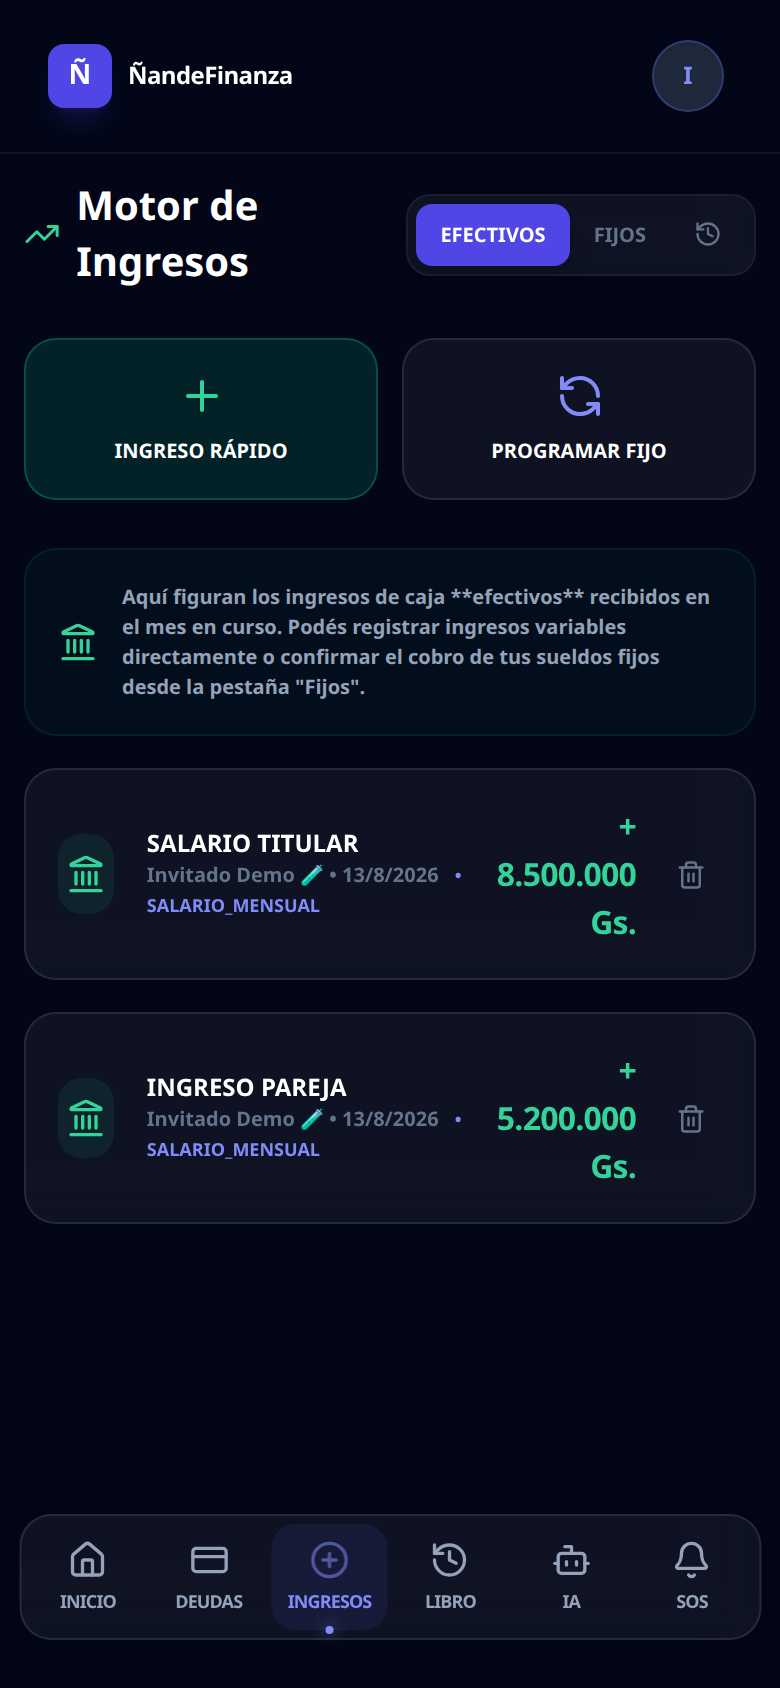 Ñ
ÑandeFinanza
I
Motor de
Ingresos
EFECTIVOS
FIJOS
INGRESO RÁPIDO
PROGRAMAR FIJO
Aquí figuran los ingresos de caja **efectivos** recibidos en
el mes en curso. Podés registrar ingresos variables
directamente o confirmar el cobro de tus sueldos fijos
desde la pestaña "Fijos".
SALARIO TITULAR
Invitado Demo 🧪 • 13/8/2026 •
SALARIO_MENSUAL
+
8.500.000
Gs.
INGRESO PAREJA
Invitado Demo 🧪 • 13/8/2026 •
SALARIO_MENSUAL
+
5.200.000
Gs.
INICIO
DEUDAS
INGRESOS
LIBRO
IA
SOS